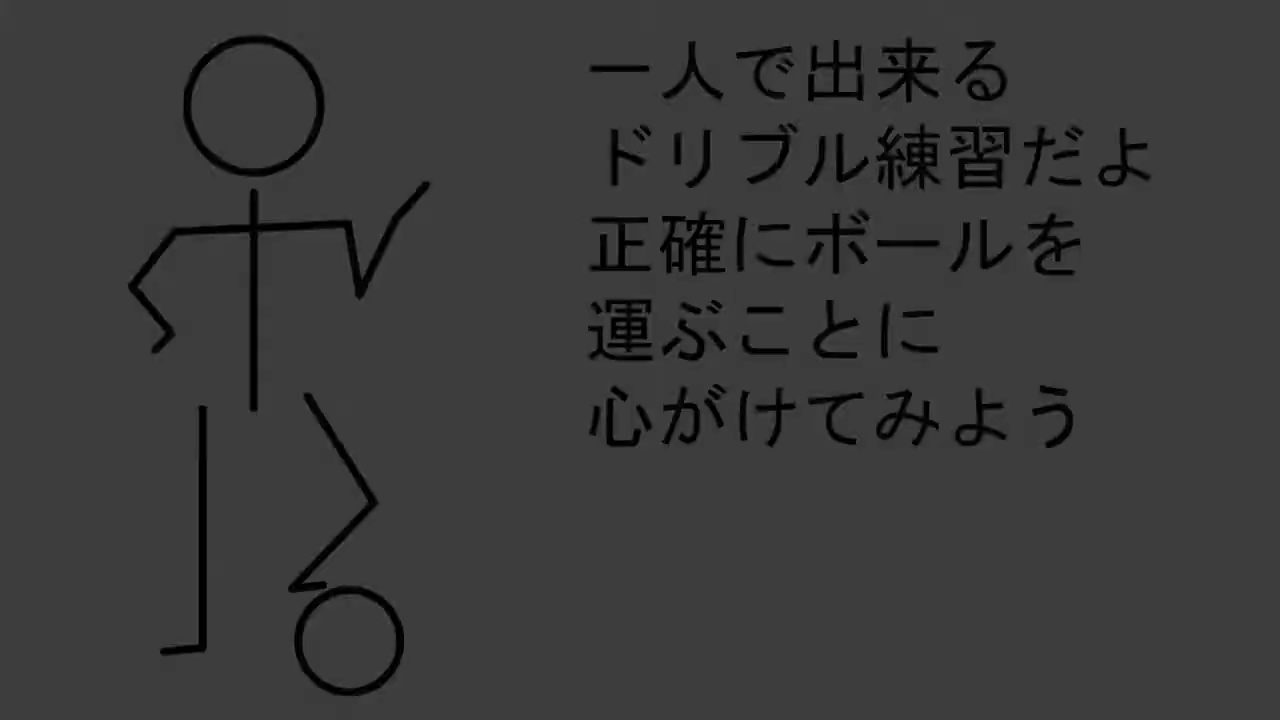 一人で出来る
ドリブル練習だよ
正確にボールを
運ぶことに
心がけてみよう